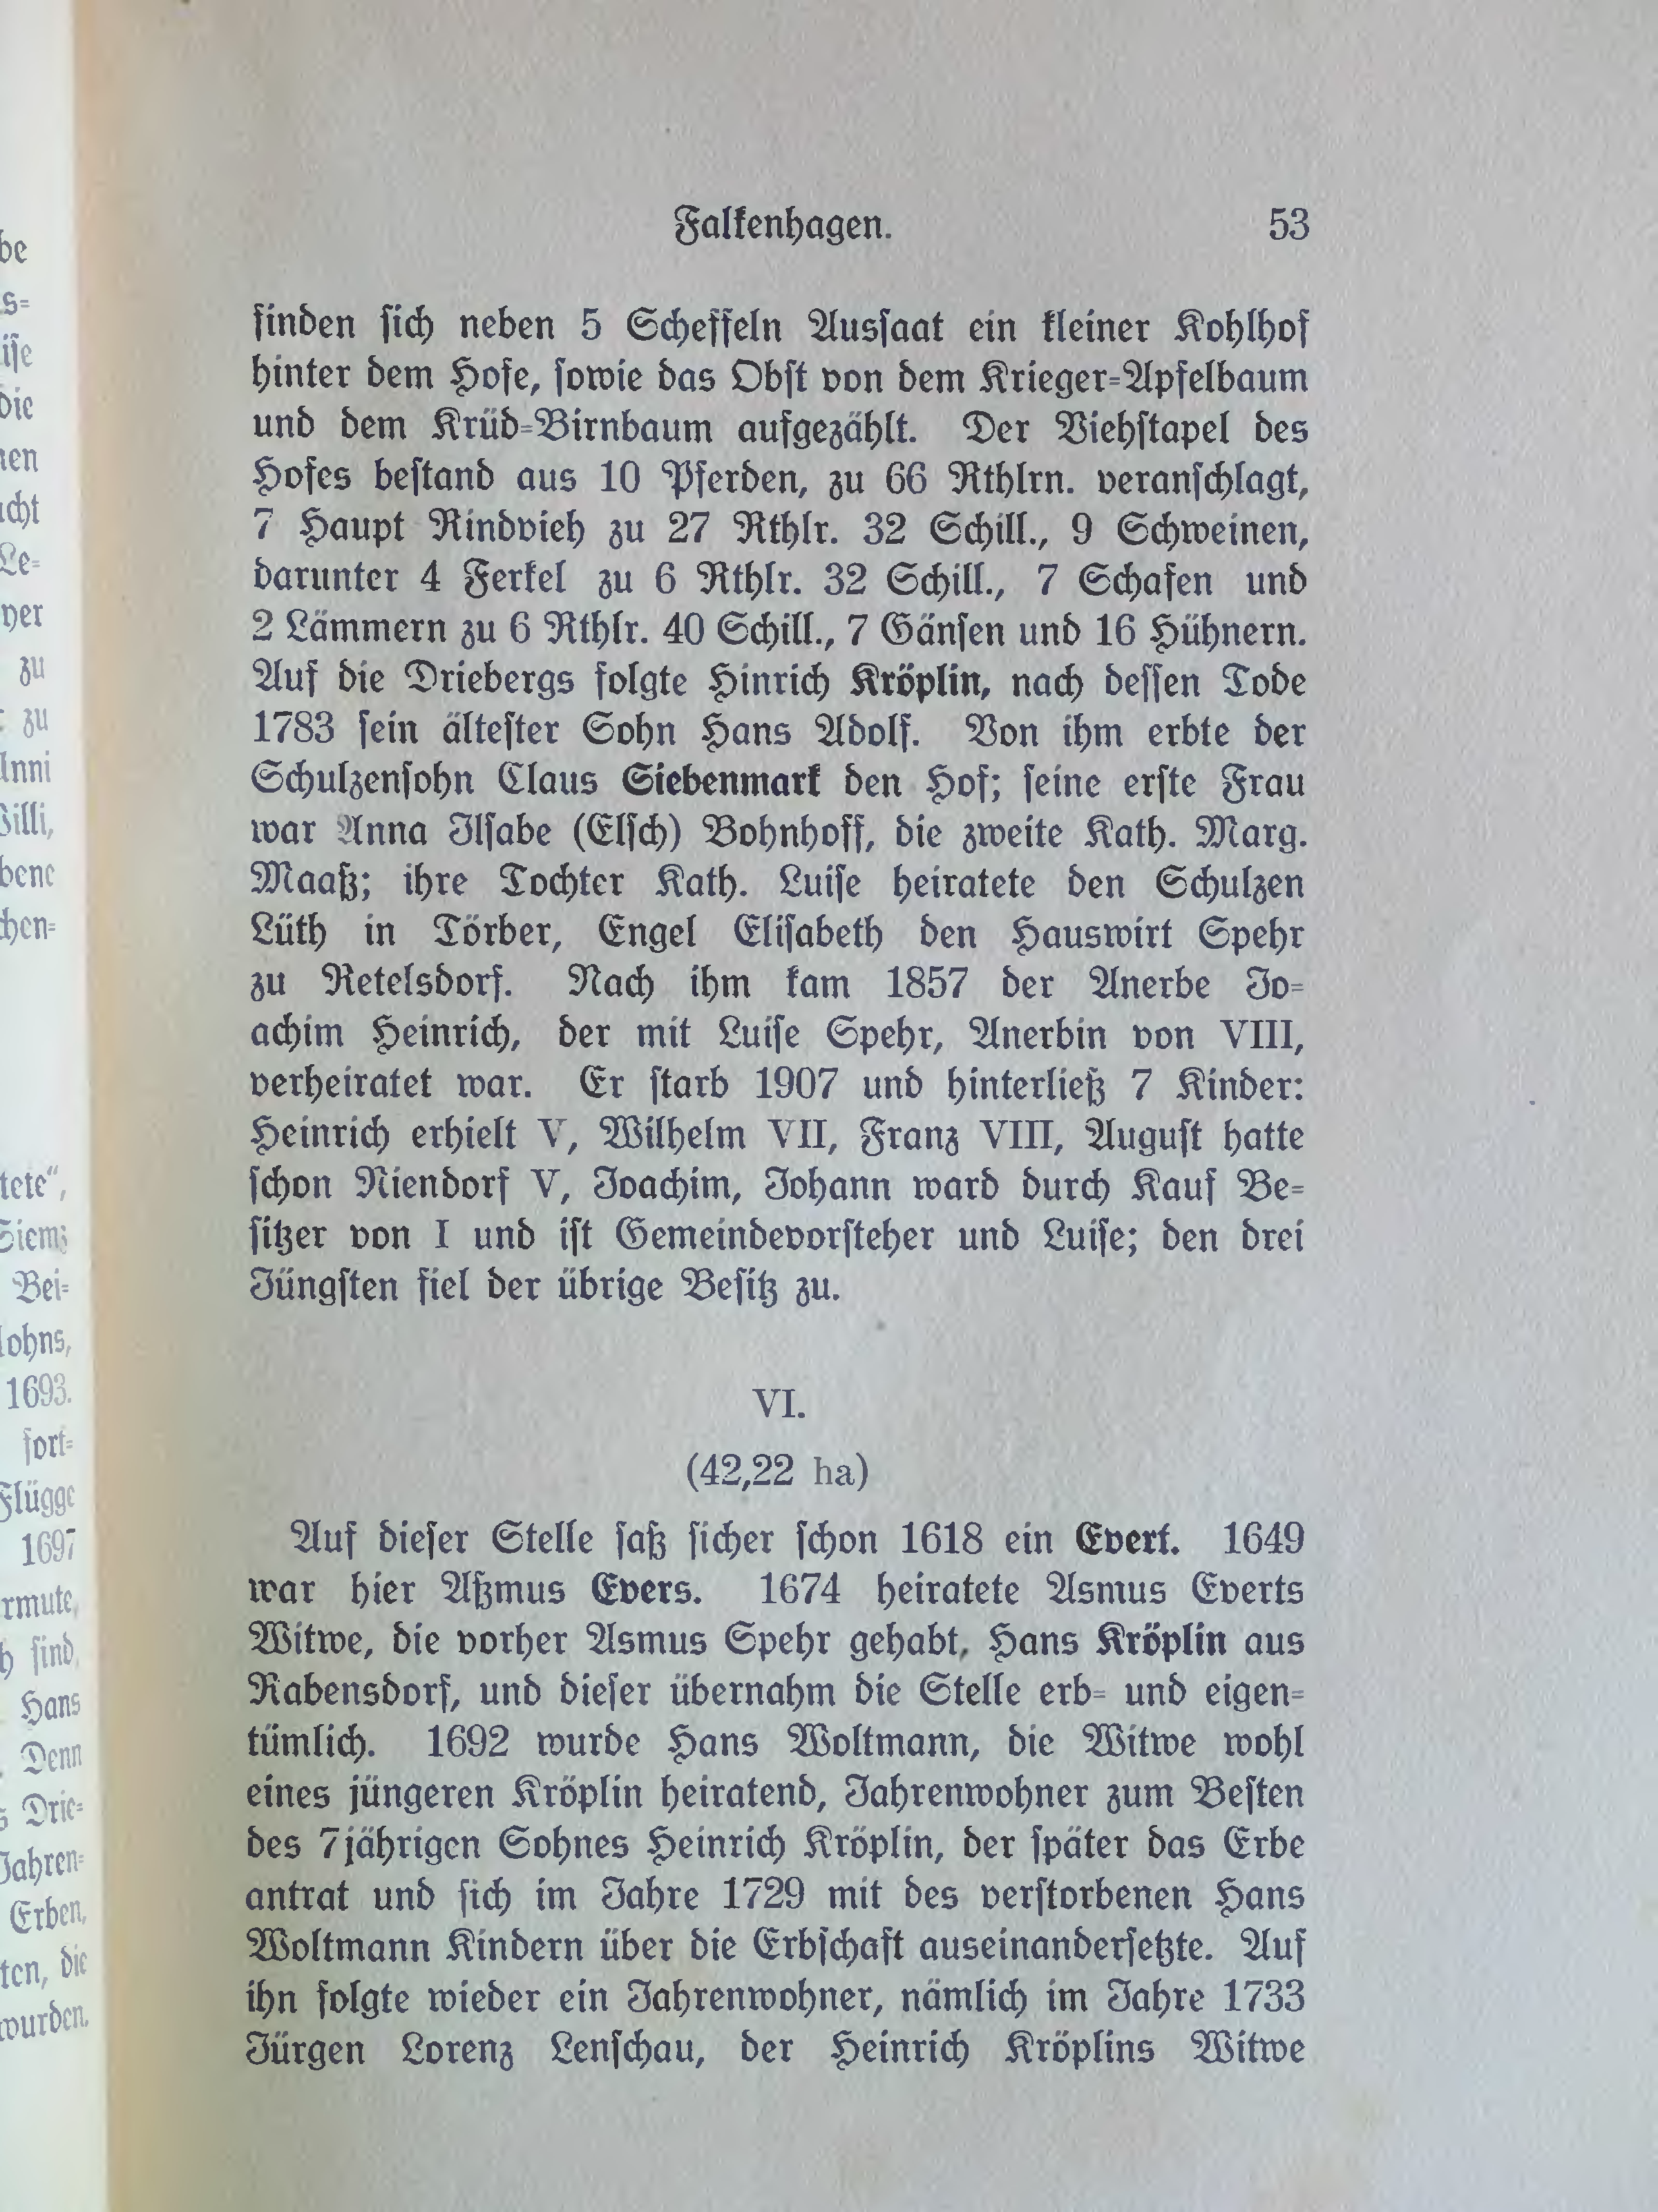 Falkenhagen. 53
finden sich neben 5 Scheffeln Aussaat ein kleiner Kohlhof
hinter dem Hofe, sowie das Obst von dem Krieger=Apfelbaum
und dem Krüd=Birnbaum aufgezählt. Der Viehstapel des
Hofes bestand aus 10 Pferden, zu 66 Rthlrn. veranschlagt,
7 Haupt Rindvieh zu 27 Rthlr. 32 Schill., 9 Schweinen,
darunter 4 Ferkel zu 6 Rthlr. 32 Schill., 7 Schafen und
2 Lämmern zu 6 Rthlr. 40 Schill., 7 Gänsen und 16 Hühnern.
Auf die Driebergs folgte Hinrich Kröplin, nach dessen Tode
1783 sein ältester Sohn Hans Adolf. Von ihm erbte der
Schulzensohn Claus Siebenmark den Hof; seine erste Frau
war Anna Ilsabe (Elsch) Bohnhoff, die zweite Kath. Marg.
Maaß; ihre Tochter Kath. Luise heiratete den Schulzen
Lüth in Törber, Engel Elisabeth den Hauswirt Spehr
zu Retelsdorf. Nach ihm kam 1857 der Anerbe Jo=
achim Heinrich, der mit Luise Spehr, Anerbin von VIII,
verheiratet war. Er starb 1907 und hinterließ 7 Kinder:
Heinrich erhielt V, Wilhelm VII, Franz VIII, August hatte
schon Niendorf V, Joachim, Johann ward durch Kauf Be=
sitzer von I und ist Gemeindevorsteher und Luise; den drei
Jüngsten fiel der übrige Besitz zu.
VI.
(42,22 ha)
Auf dieser Stelle saß sicher schon 1618 ein Evert. 1649
war hier Aßmus Evers. 1674 heiratete Asmus Everts
Witwe, die vorher Asmus Spehr gehabt, Hans Kröplin aus
Rabensdorf, und dieser übernahm die Stelle erb= und eigen=
tümlich. 1692 wurde Hans Woltmann, die Witwe wohl
eines jüngeren Kröplin heiratend, Jahrenwohner zum Besten
des 7jährigen Sohnes Heinrich Kröplin, der später das Erbe
antrat und sich im Jahre 1729 mit des verstorbenen Hans
Woltmann Kindern über die Erbschaft auseinandersetzte. Auf
ihn folgte wieder ein Jahrenwohner, nämlich im Jahre 1733
Jürgen Lorenz Lenschau, der Heinrich Kröplins Witwe